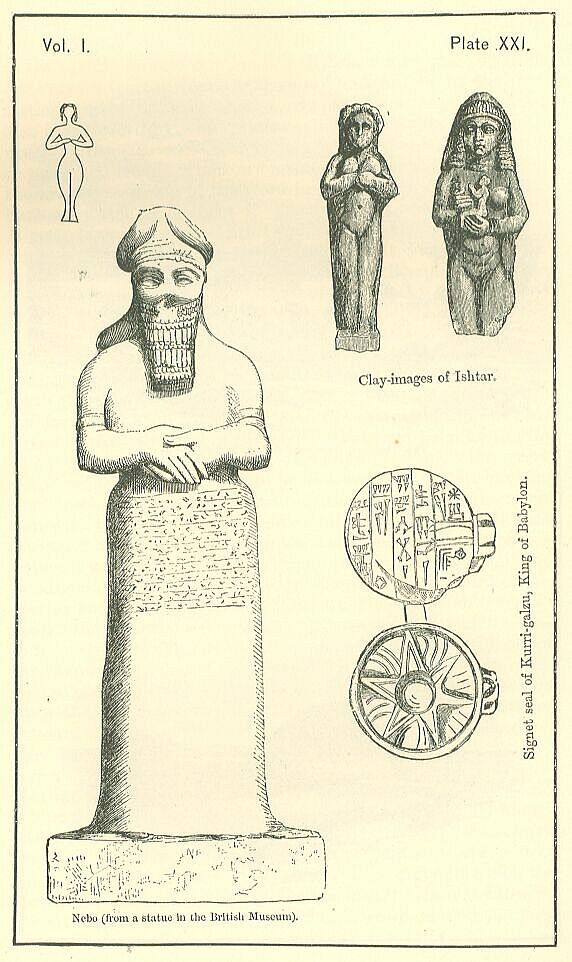 Vol. I.
Plate XXI.
Clay-images of Ishtar.
Signet seal of Kurri-galzu, King of Babylon.
Nebo (from a statue in the British Museum).